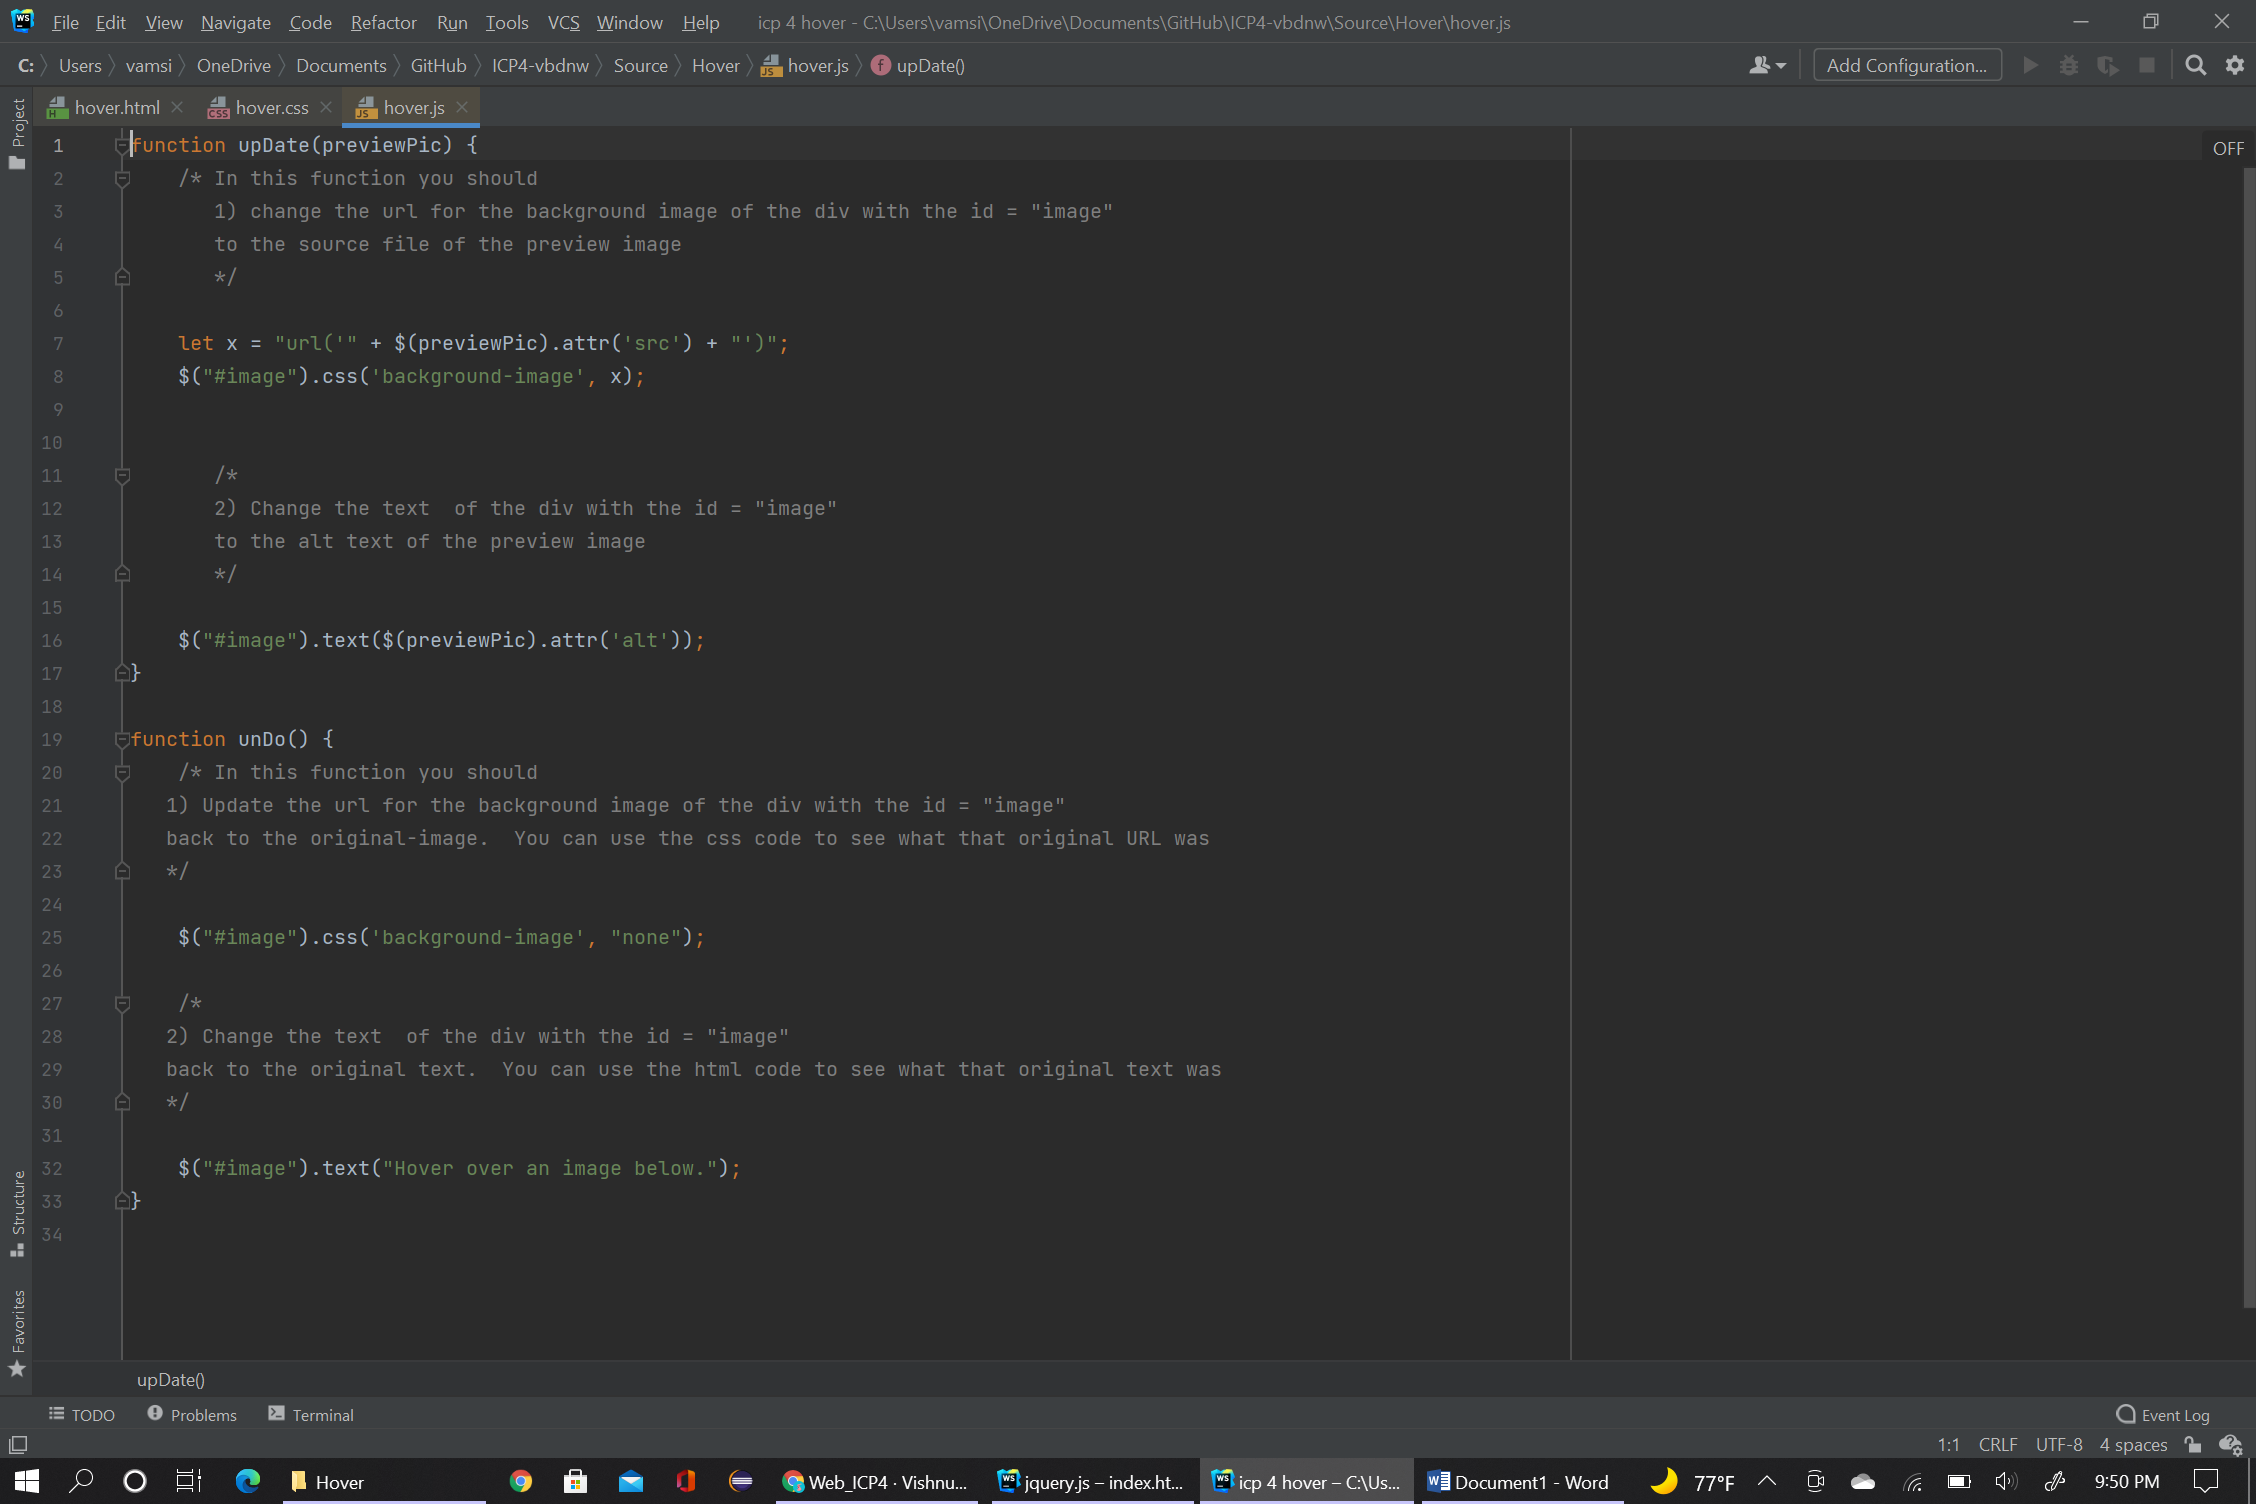 File Edit View Navigate Code Refactor Run Tools VCS Window Help icp 4 hover - C:\Users\vamsi\OneDrive\Documents\GitHub\ICP4-vbdnw\Source\Hover\hover.js
C: Users vamsi OneDrive Documents GitHub ICP4-vbdnw Source Hover hover.js upDate() Add Configuration...
hover.html hover.css hover.js
Project
OFF
1 function upDate(previewPic) {
2 /* In this function you should
3 1) change the url for the background image of the div with the id = "image"
4 to the source file of the preview image
5 */
6
7 let x = "url('" + $(previewPic).attr('src') + "')";
8 $("#image").css('background-image', x);
9
10
11 /*
12 2) Change the text  of the div with the id = "image"
13 to the alt text of the preview image
14 */
15
16 $("#image").text($(previewPic).attr('alt'));
17 }
18
19 function unDo() {
20 /* In this function you should
21 1) Update the url for the background image of the div with the id = "image"
22 back to the original-image.  You can use the css code to see what that original URL was
23 */
24
25 $("#image").css('background-image', "none");
26
27 /*
28 2) Change the text  of the div with the id = "image"
29 back to the original text.  You can use the html code to see what that original text was
30 */
31
32 $("#image").text("Hover over an image below.");
33 }
34
Structure
Favorites
upDate()
TODO Problems Terminal Event Log
1:1 CRLF UTF-8 4 spaces
Hover Web_ICP4 · Vishnu... jquery.js – index.ht... icp 4 hover – C:\Us... Document1 - Word 77°F 9:50 PM